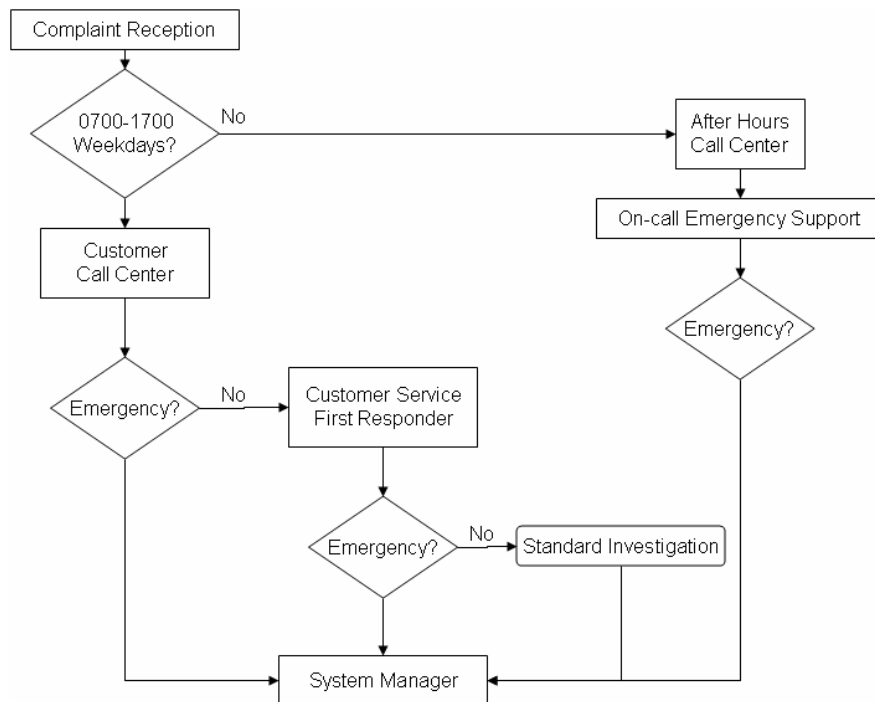 Complaint Reception
0700-1700
Weekdays?
No
After Hours
Call Center
On-call Emergency Support
Customer
Call Center
Emergency?
Emergency?
No
Customer Service
First Responder
Emergency?
No
Standard Investigation
System Manager